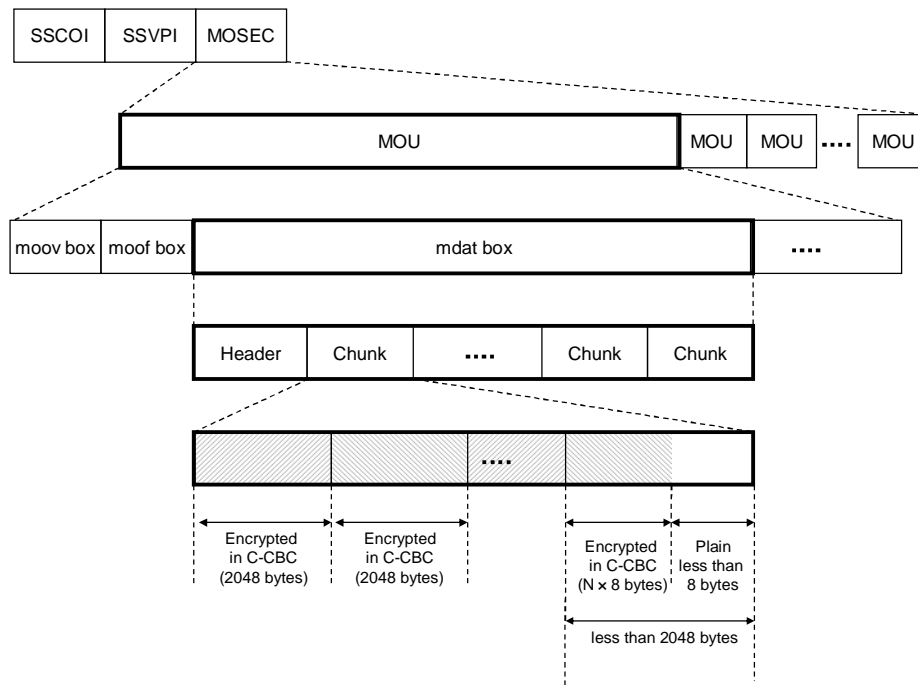 SSCOI SSVPI MOSEC
MOU MOU MOU .... MOU
moov box moof box mdat box ....
Header Chunk .... Chunk Chunk
....
Encrypted in C-CBC (2048 bytes)
Encrypted in C-CBC (2048 bytes)
Encrypted in C-CBC (N × 8 bytes)
Plain less than 8 bytes
less than 2048 bytes